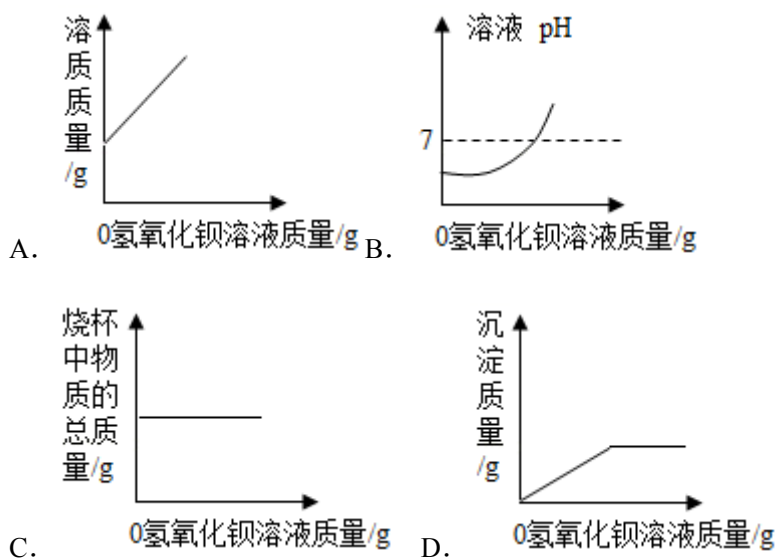 溶质质量/g
0氢氧化钡溶液质量/g
A.
溶液 pH
7
0氢氧化钡溶液质量/g
B.
烧杯
中物
质的
总质
量/g
0氢氧化钡溶液质量/g
C.
沉淀质量/g
0氢氧化钡溶液质量/g
D.